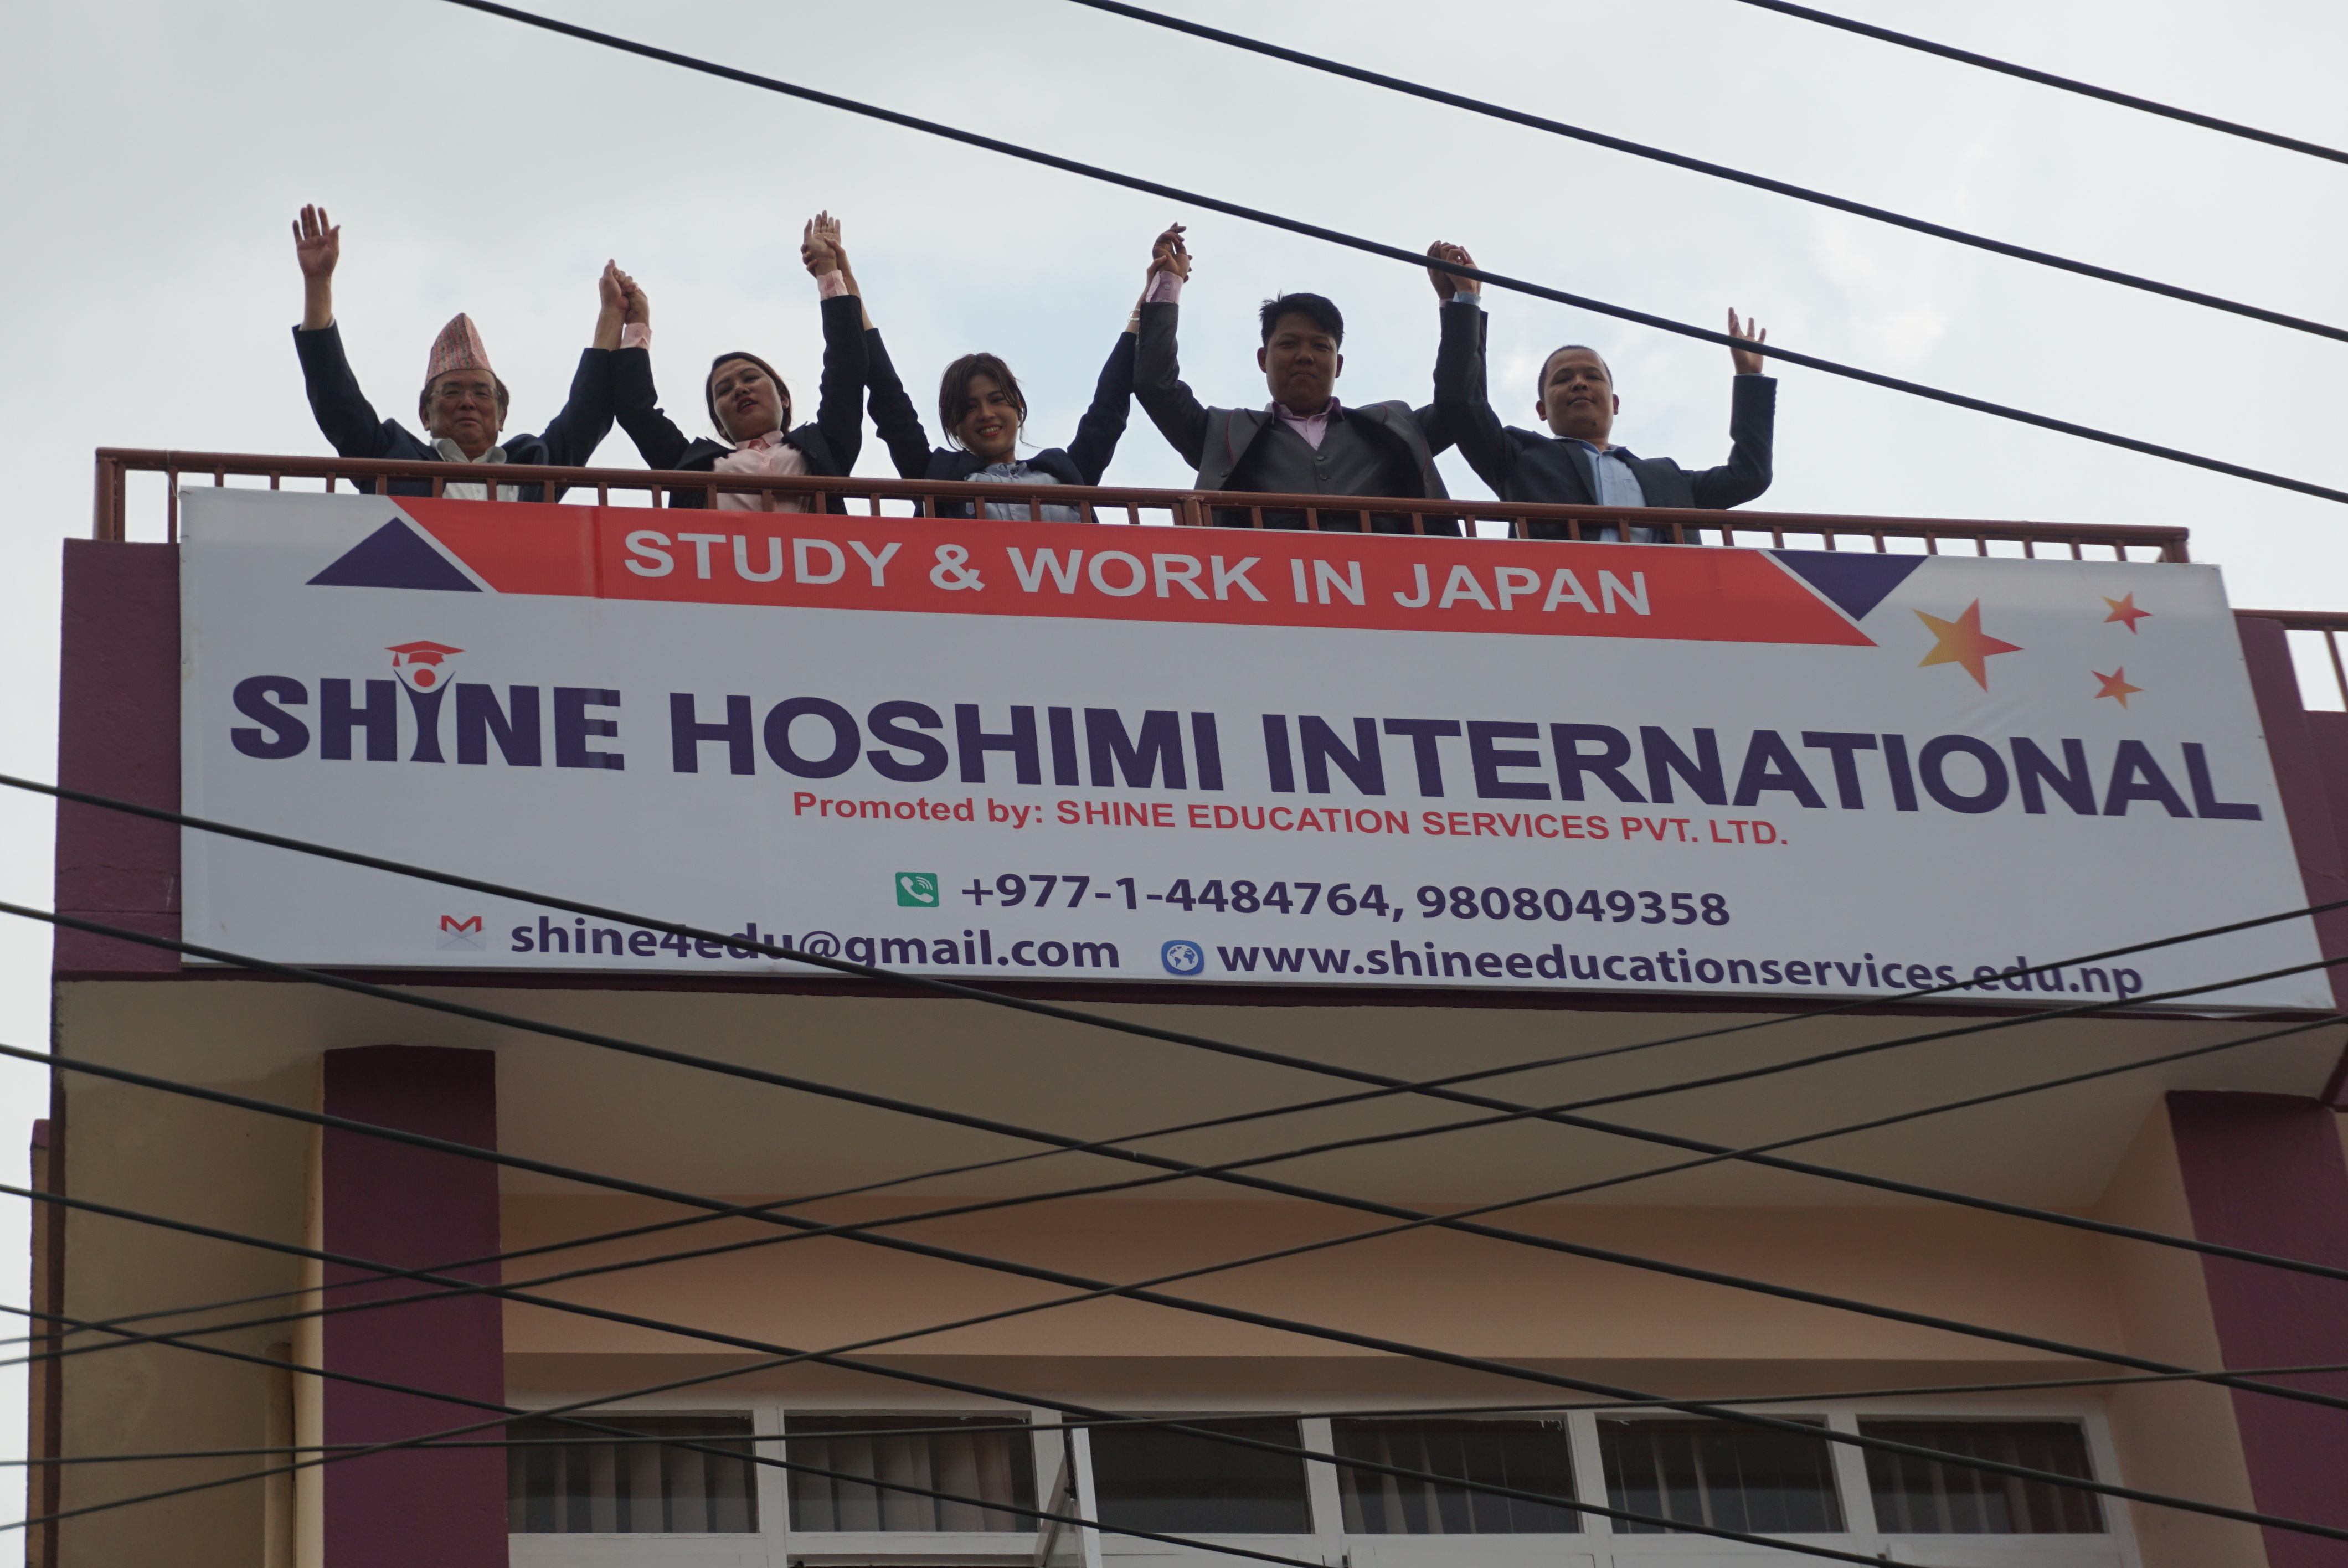 STUDY & WORK IN JAPAN
SHINE HOSHIMI INTERNATIONAL
Promoted by: SHINE EDUCATION SERVICES PVT. LTD.
+977-1-4484764, 9808049358
shine4edu@gmail.com www.shineeducationservices.edu.np